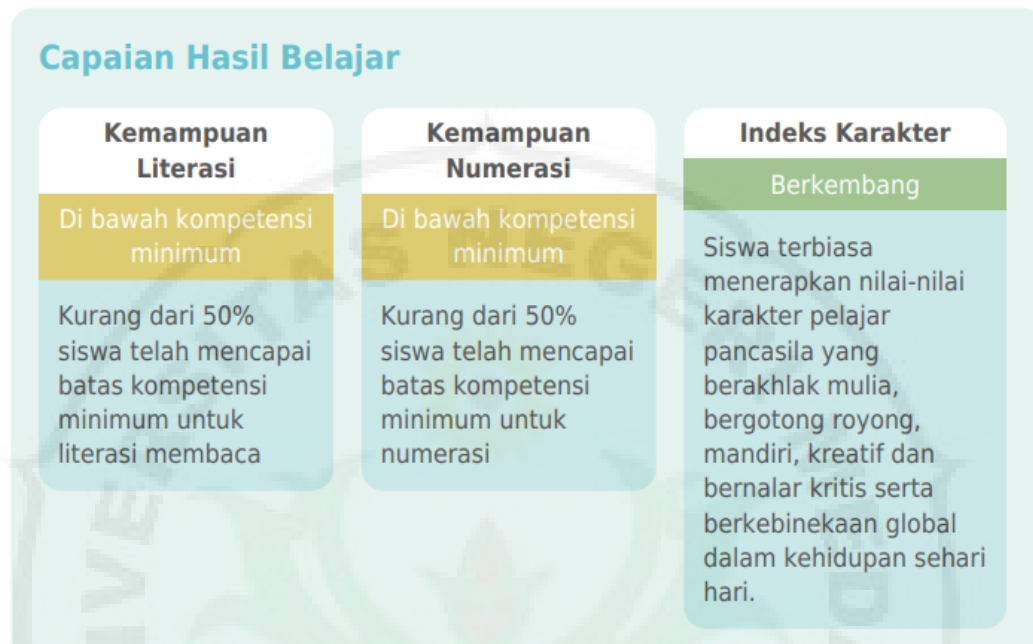 Capaian Hasil Belajar
Kemampuan
Literasi
Di bawah kompetensi
minimum
Kurang dari 50%
siswa telah mencapai
batas kompetensi
minimum untuk
literasi membaca
Kemampuan
Numerasi
Di bawah kompetensi
minimum
Kurang dari 50%
siswa telah mencapai
batas kompetensi
minimum untuk
numerasi
Indeks Karakter
Berkembang
Siswa terbiasa
menerapkan nilai-nilai
karakter pelajar
pancasila yang
berakhlak mulia,
bergotong royong,
mandiri, kreatif dan
bernalar kritis serta
berkebinekaan global
dalam kehidupan sehari
hari.